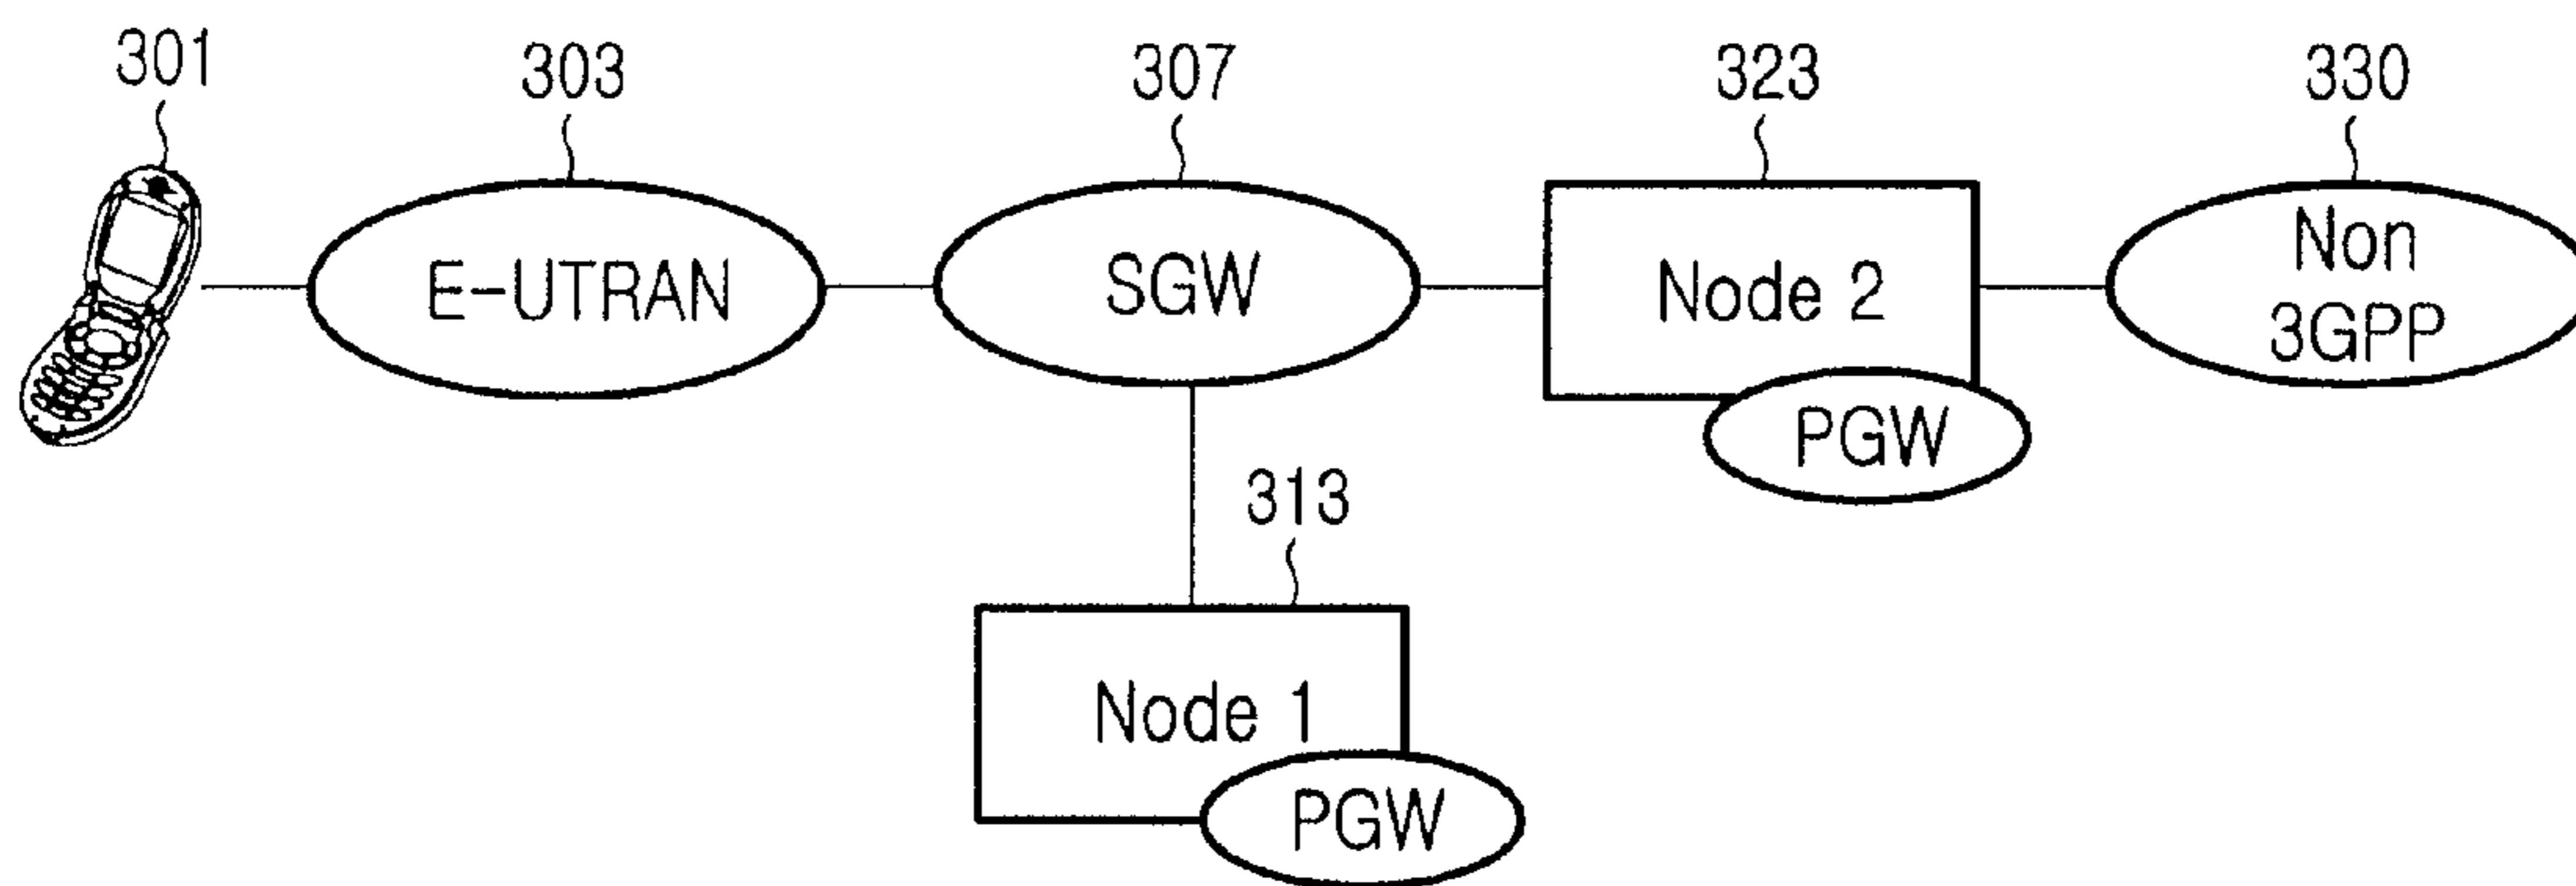 301
303
307
323
330
E-UTRAN
SGW
Node 2
Non
3GPP
PGW
313
Node 1
PGW